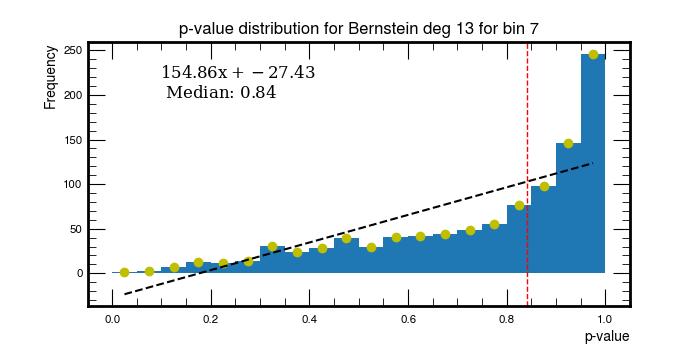 p-value distribution for Bernstein deg 13 for bin 7
Frequency
154.86x + −27.43
Median: 0.84
250
200
150
100
50
0
0.0 0.2 0.4 0.6 0.8 1.0
p-value